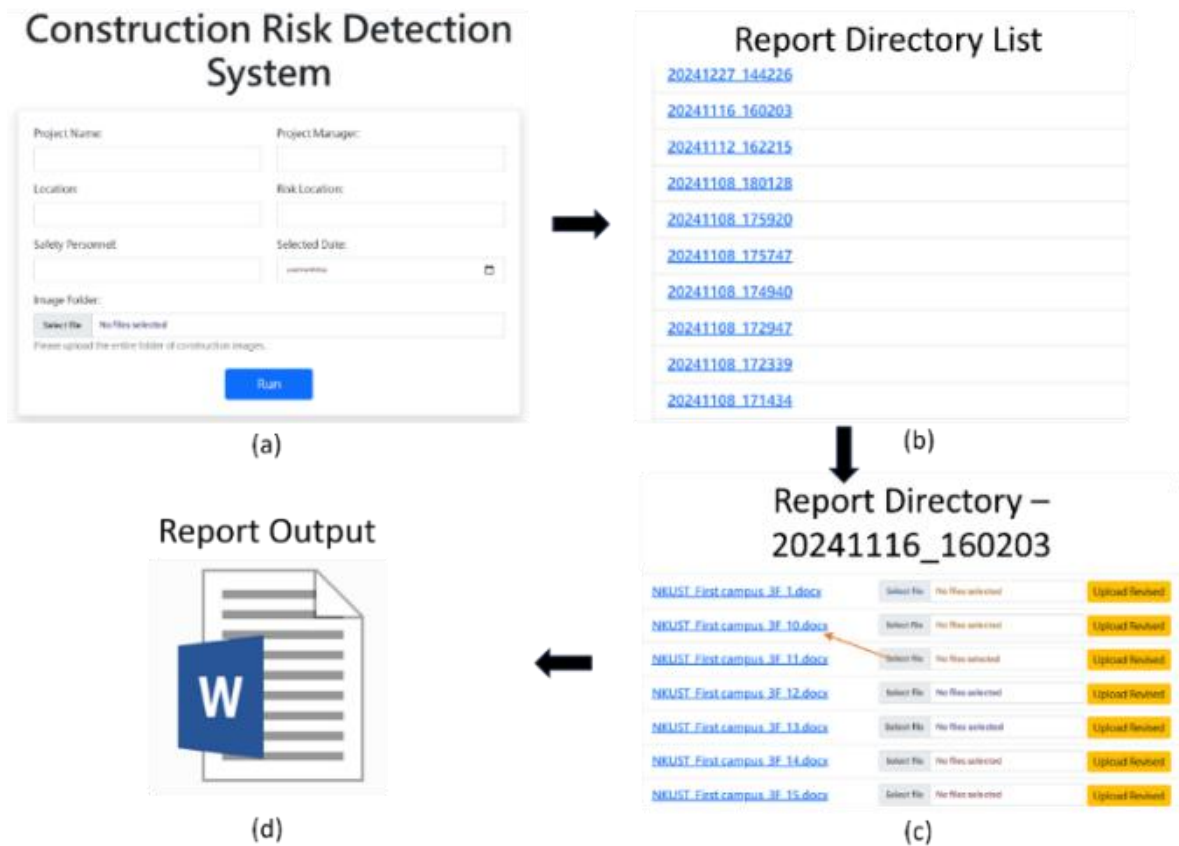 Construction Risk Detection
System
Project Name:
Project Manager:
Location:
Risk Location:
Safety Personnel:
Selected Date:
Image Folder:
Select file No files selected
Please upload the entire folder of construction images.
Run
(a)
Report Directory List
20241227_144226
20241116_160203
20241112_162215
20241108_180128
20241108_175920
20241108_175747
20241108_174940
20241108_172947
20241108_172339
20241108_171434
(b)
Report Directory –
20241116_160203
NKUST_First campus_3F_1.docx Select file No files selected Upload Revised
NKUST_First campus_3F_10.docx Select file No files selected Upload Revised
NKUST_First campus_3F_11.docx Select file No files selected Upload Revised
NKUST_First campus_3F_12.docx Select file No files selected Upload Revised
NKUST_First campus_3F_13.docx Select file No files selected Upload Revised
NKUST_First campus_3F_14.docx Select file No files selected Upload Revised
NKUST_First campus_3F_15.docx Select file No files selected Upload Revised
(c)
Report Output
W
(d)